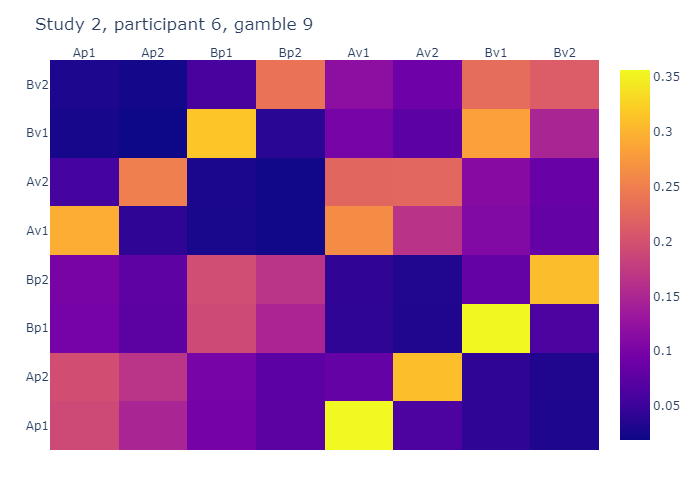 Study 2, participant 6, gamble 9
Ap1 Ap2 Bp1 Bp2 Av1 Av2 Bv1 Bv2
Bv2
Bv1
Av2
Av1
Bp2
Bp1
Ap2
Ap1
0.35
0.3
0.25
0.2
0.15
0.1
0.05